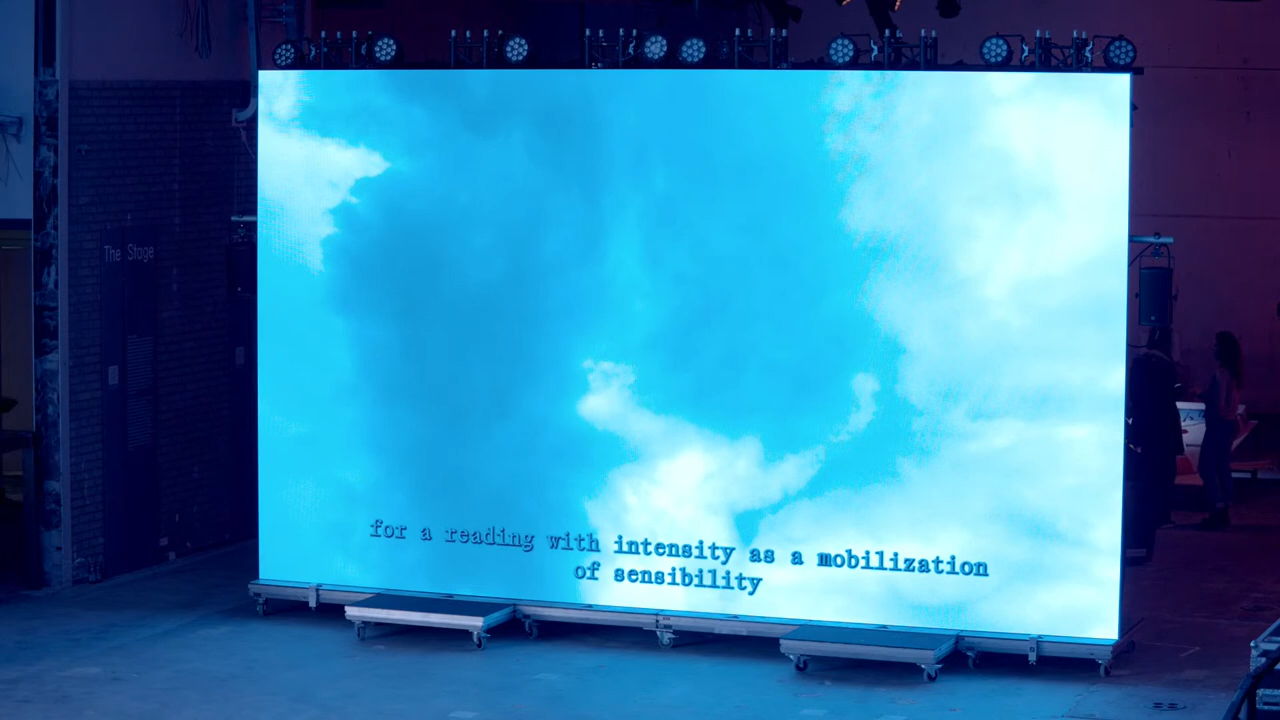 The Stage
for a reading with intensity as a mobilization
of sensibility